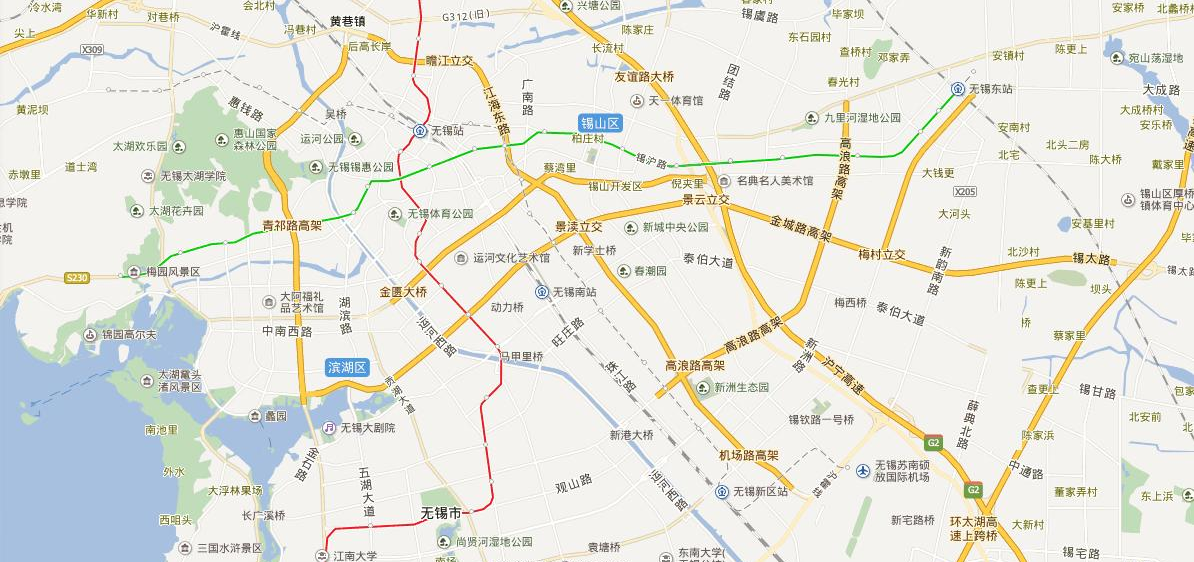 冷水湾
会北村
兴塘公园
锡虞路
毕家坝
安家桥
北蠡桥
华新村
对巷桥
黄巷镇
G312(旧)
陈家庄
尖上
沪霍线
冯巷村
东石园村
后高长岸
长流村
查桥村
陈更上
X309
邓家弄
安镇村
宛山荡湿地
瞻江立交
友谊路大桥
团结路
春光村
广南路
江海东路
大成路
黄泥坝
惠钱路
吴桥
天一体育馆
无锡东站
大成桥村
安乐桥
锡山区
九里河湿地公园
安南村
无锡站
惠山国家
森林公园
运河公园
柏庄村
高浪路高架
北头二房
太湖欢乐园
北宅
陈大桥
道士湾
无锡锡惠公园
锡沪路
戴家里
赤墩里
无锡太湖学院
蔡湾里
大钱更
锡山开发区
倪夹里
名典名人美术馆
X205
锡山区厚桥
镇体育中心
景云立交
太湖花卉园
无锡体育公园
大河头
青祁路高架
金城路高架
安基里村
景渎立交
新城中央公园
新学士桥
北沙村
梅村立交
运河文化艺术馆
泰伯大道
新韵南路
锡太路
梅园风景区
春潮园
S230
陈更上
坝头
金匮大桥
无锡南站
大阿福礼
品艺术馆
湖滨路
梅西桥
动力桥
泰伯大道
运河西路
旺庄路
中南西路
高浪路高架
锦园高尔夫
蔡家里
马甲里桥
新洲路
滨湖区
珠江路
高浪路高架
沪宁高速
太湖鼋头
渚风景区
新洲生态园
查更上
锡甘路
蠡湖大道
薛典北路
蠡园
锡钦路一号桥
北安前
南池里
无锡大剧院
新港大桥
陈家浜
G2
金石路
机场路高架
外水
中通路
五湖大道
无锡苏南硕
放国际机场
观山路
运河西路
大浮林果场
无锡新区站
G2
董家弄村
东上浜
西咀头
长广溪桥
无锡市
新宅路桥
环太湖高
速上跨桥
大新村
三国水浒景区
江南大学
尚贤河湿地公园
袁塘桥
锡宅路
东南大学(